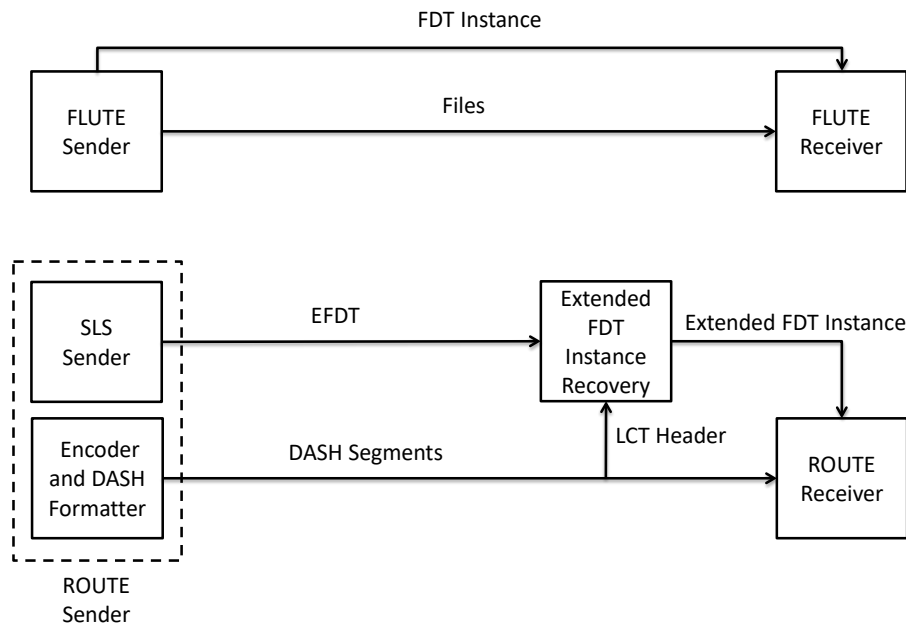 FDT Instance
FLUTE
Sender
Files
FLUTE
Receiver
SLS
Sender
EFDT
Extended
FDT
Instance
Recovery
Extended FDT Instance
Encoder
and DASH
Formatter
DASH Segments
LCT Header
ROUTE
Receiver
ROUTE
Sender